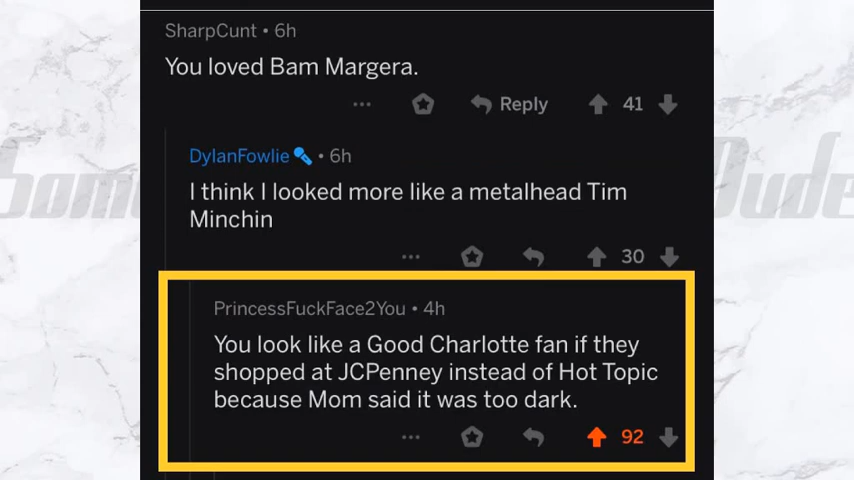 SharpCunt • 6h
You loved Bam Margera.
... Reply 41
DylanFowlie • 6h
I think I looked more like a metalhead Tim
Minchin
... 30
PrincessFuckFace2You • 4h
You look like a Good Charlotte fan if they
shopped at JCPenney instead of Hot Topic
because Mom said it was too dark.
... 92
Some Dude